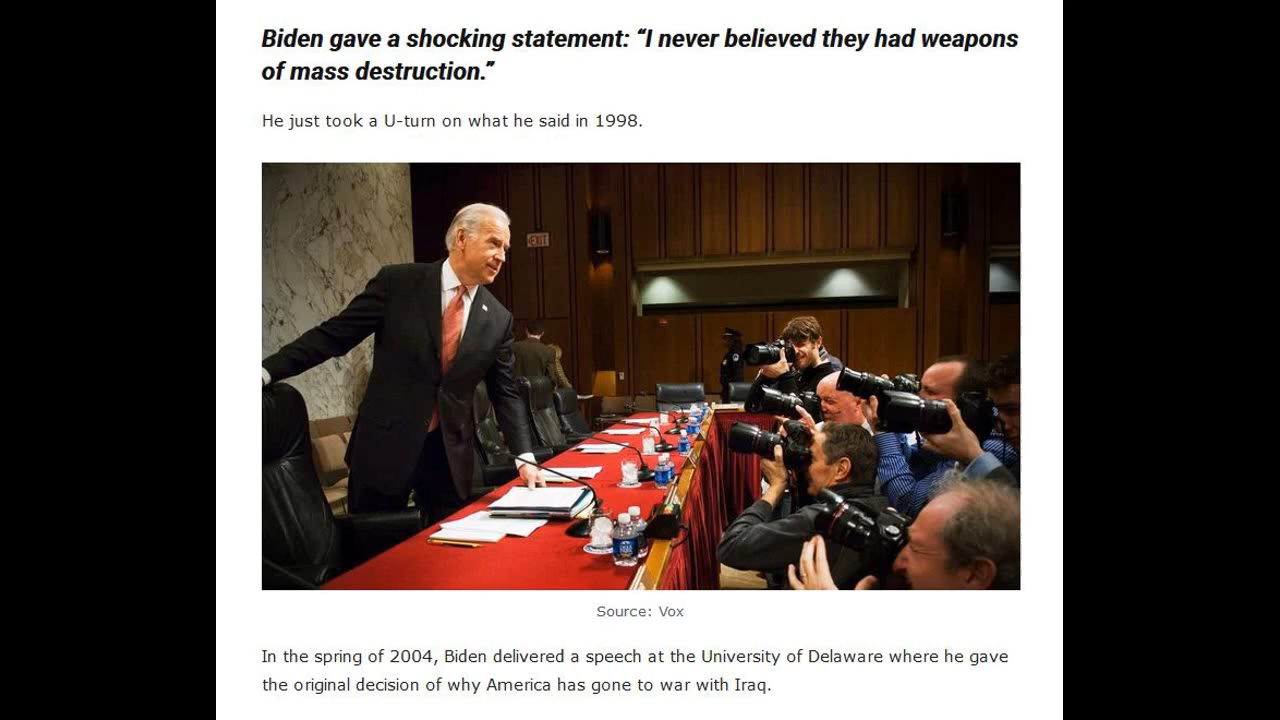 Biden gave a shocking statement: “I never believed they had weapons
of mass destruction.”
He just took a U-turn on what he said in 1998.
EXIT
Source: Vox
In the spring of 2004, Biden delivered a speech at the University of Delaware where he gave
the original decision of why America has gone to war with Iraq.